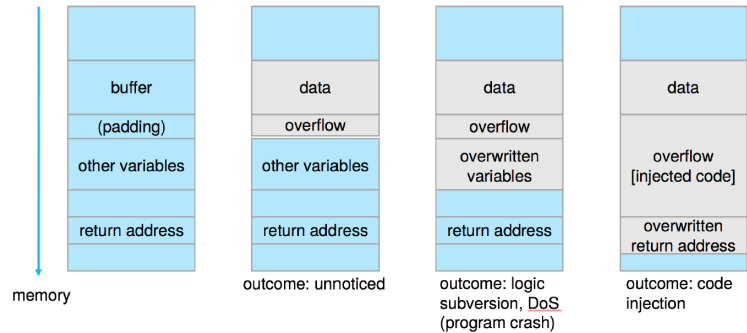 buffer
(padding)
other variables
return address
memory
data
overflow
other variables
return address
outcome: unnoticed
data
overflow
overwritten
variables
return address
outcome: logic
subversion, DoS
(program crash)
data
overflow
[injected code]
overwritten
return address
outcome: code
injection